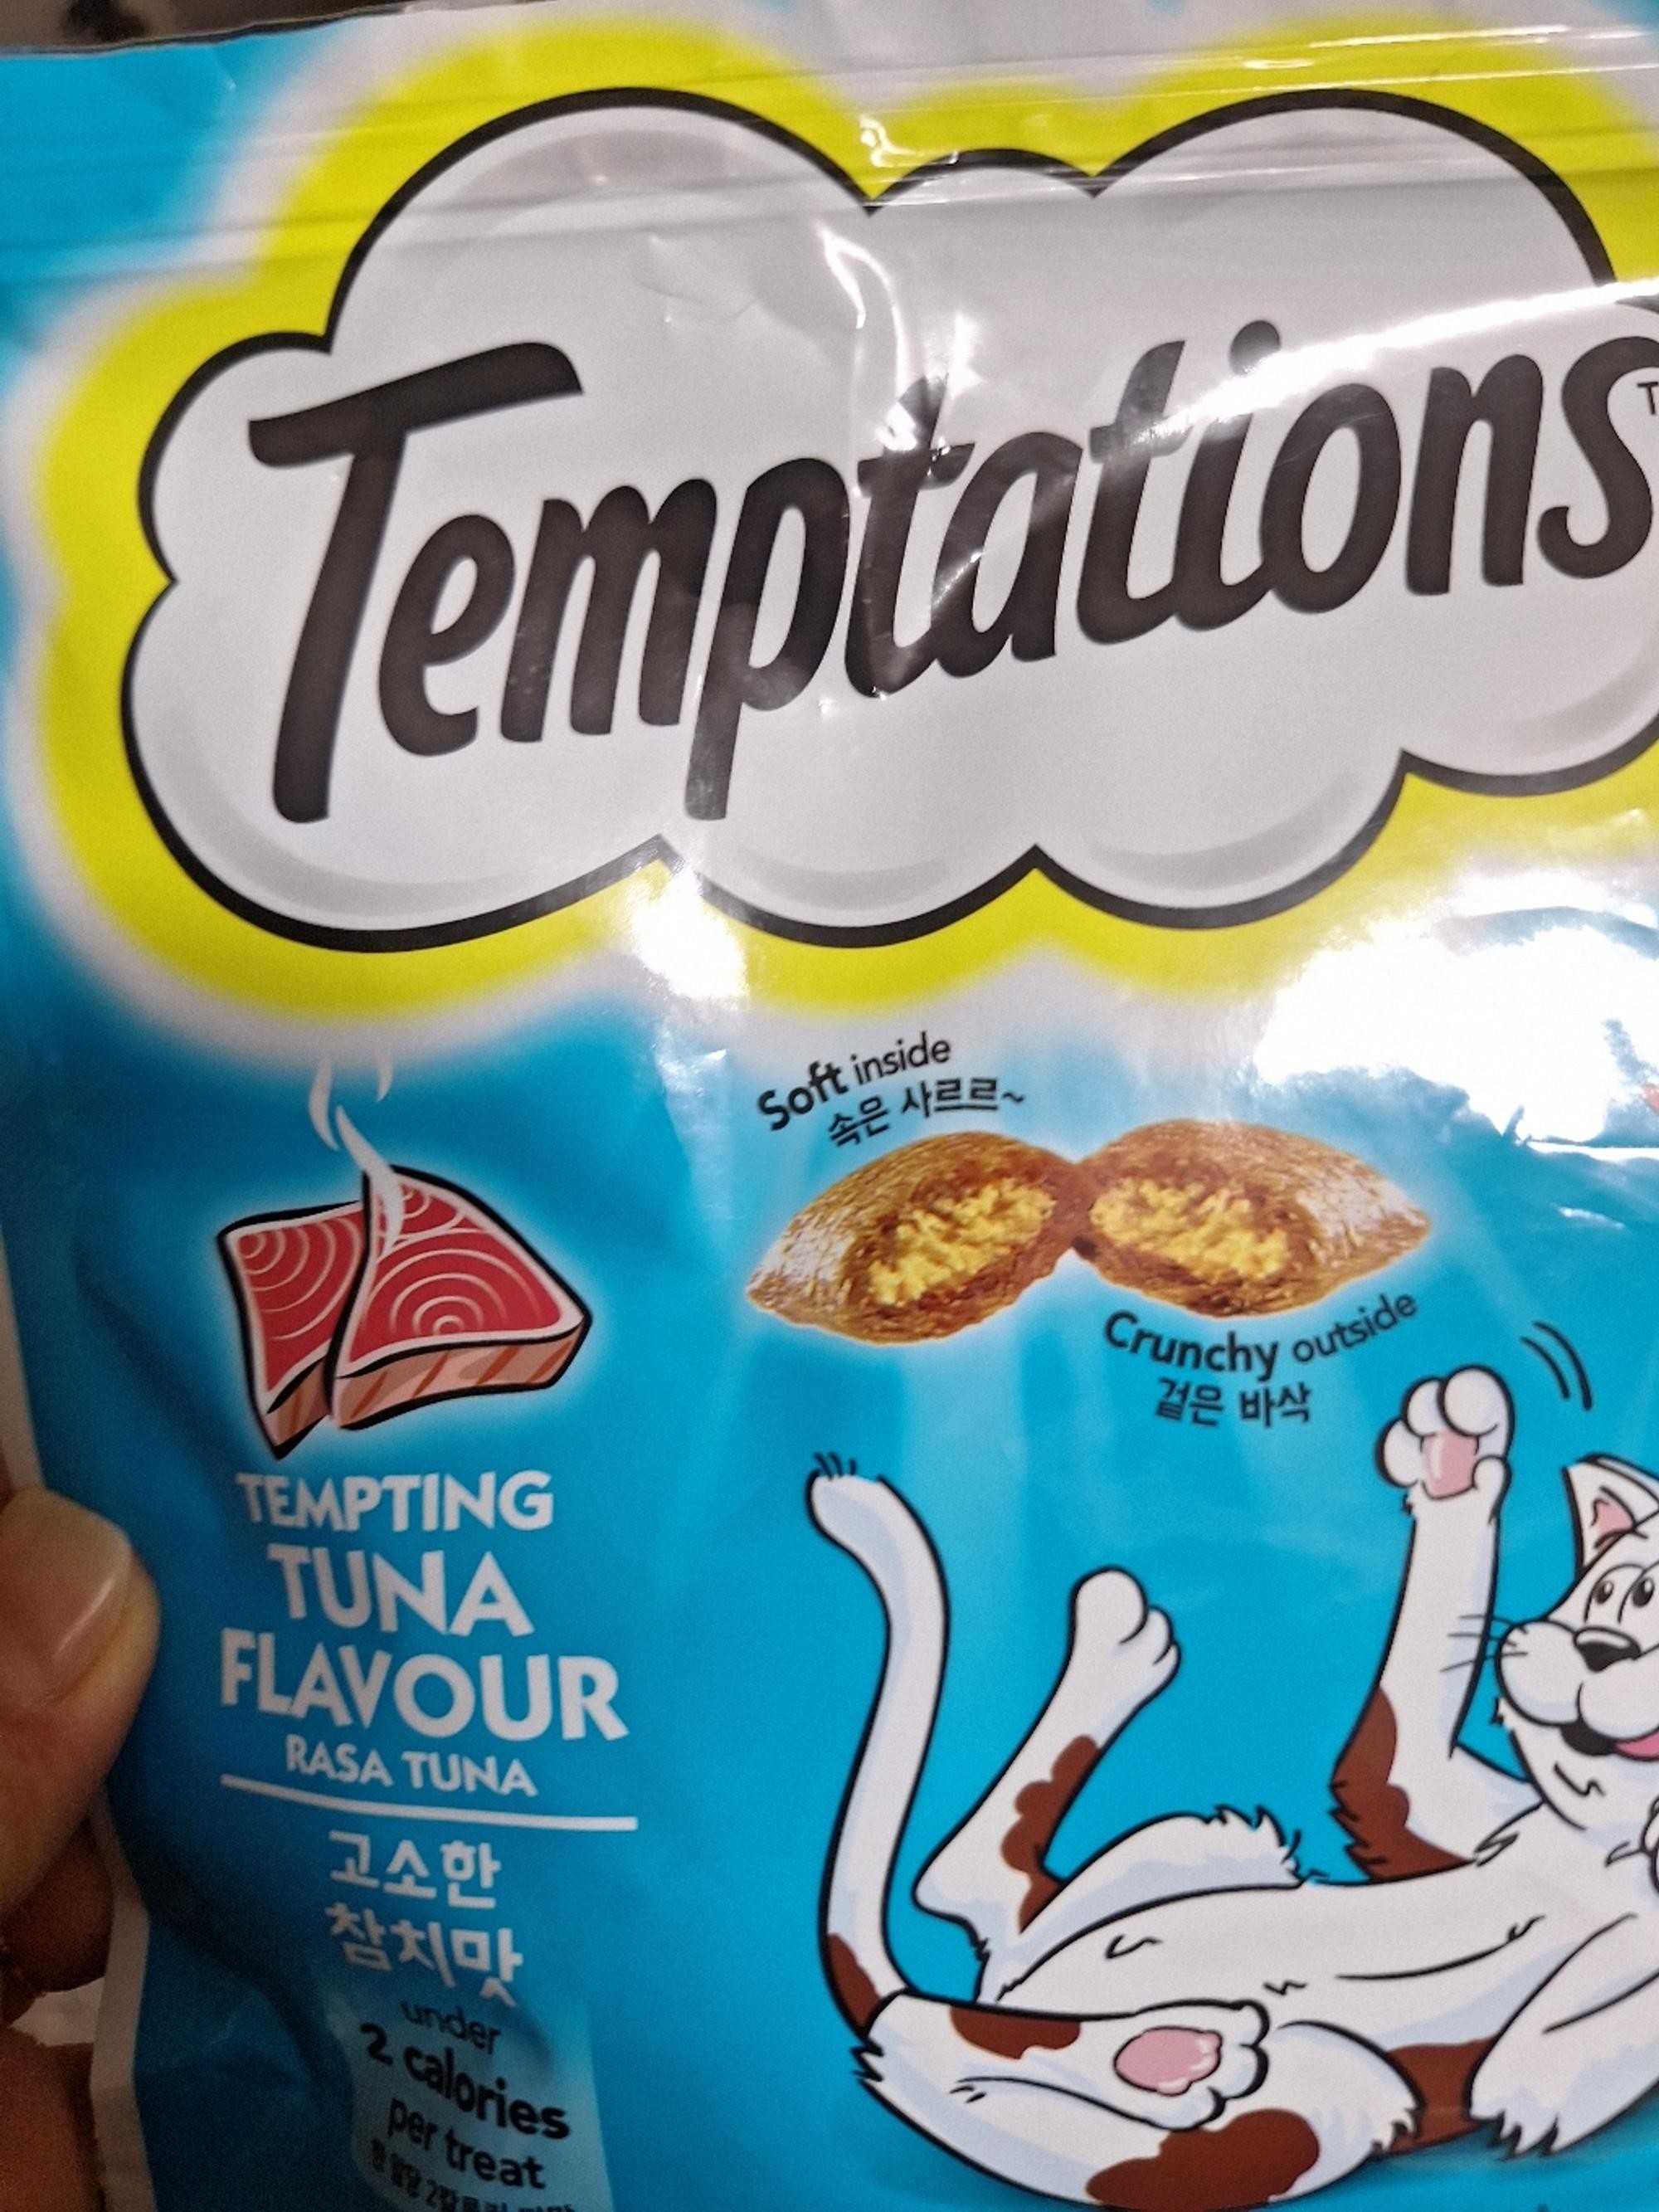 Temptations
Soft inside
속은 사르르~
Crunchy outside
겉은 바삭
TEMPTING
TUNA
FLAVOUR
RASA TUNA
고소한
참치맛
under
2 calories
per treat